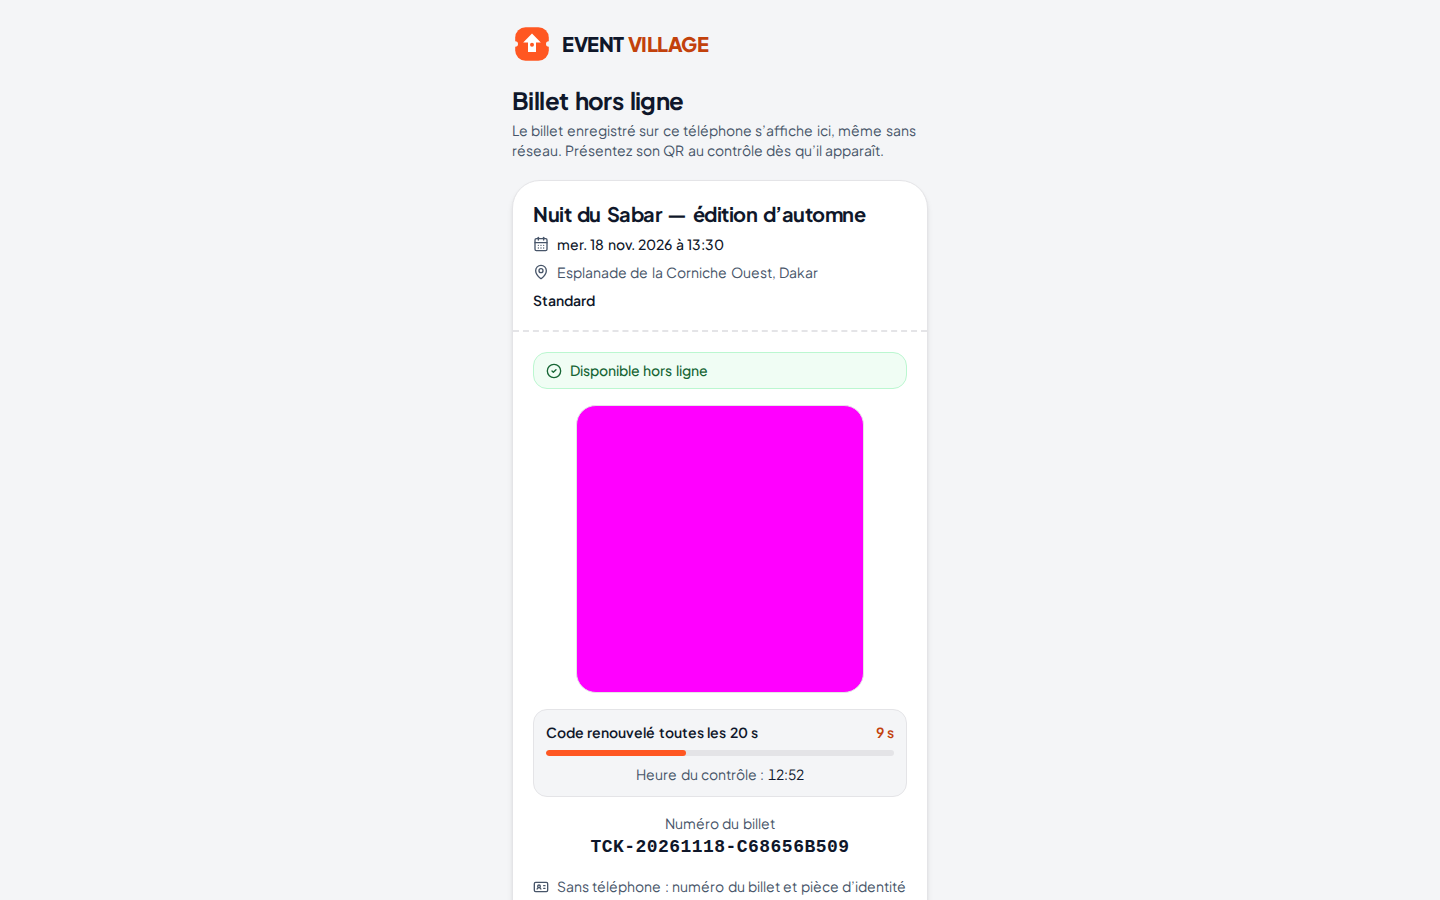 EVENT VILLAGE
Billet hors ligne
Le billet enregistré sur ce téléphone s’affiche ici, même sans
réseau. Présentez son QR au contrôle dès qu’il apparaît.
Nuit du Sabar — édition d’automne
mer. 18 nov. 2026 à 13:30
Esplanade de la Corniche Ouest, Dakar
Standard
Disponible hors ligne
Code renouvelé toutes les 20 s
9 s
Heure du contrôle : 12:52
Numéro du billet
TCK-20261118-C68656B509
Sans téléphone : numéro du billet et pièce d’identité